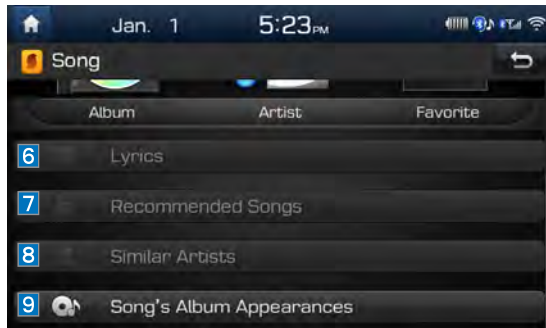 Jan. 1 5:23PM
Song
Album Artist Favorite
6 Lyrics
7 Recommended Songs
8 Similar Artists
9 Song's Album Appearances